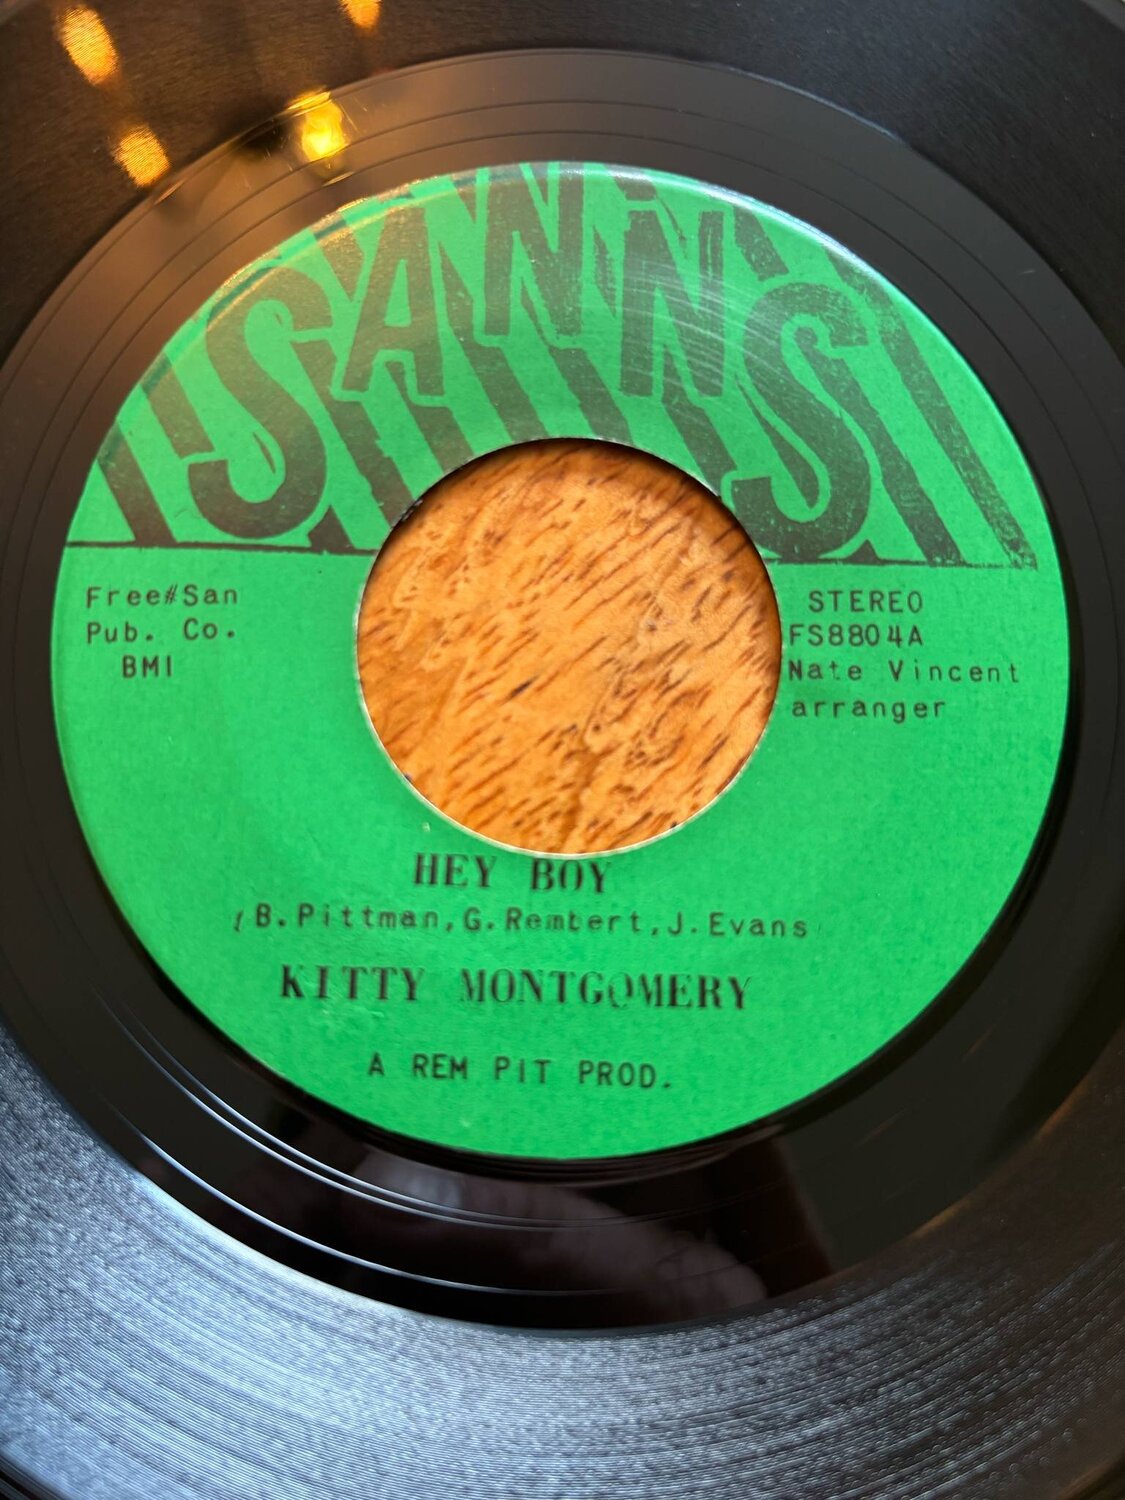 SANNS
Free#San
Pub. Co.
BMI
STEREO
FS8804A
Nate Vincent
arranger
HEY BOY
B. Pittman, G. Rembert, J. Evans
KITTY MONTGOMERY
A REM PIT PROD.